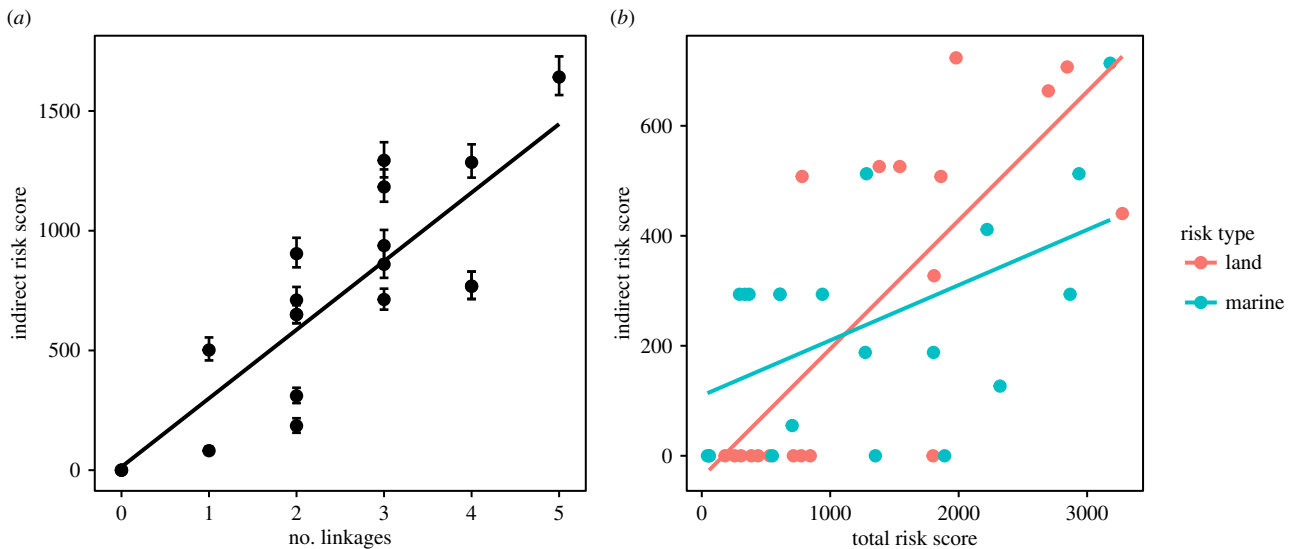 (a)
(b)
indirect risk score
1500
1000
500
0
0 1 2 3 4 5
no. linkages
indirect risk score
600
400
200
0
0 1000 2000 3000
total risk score
risk type
land
marine